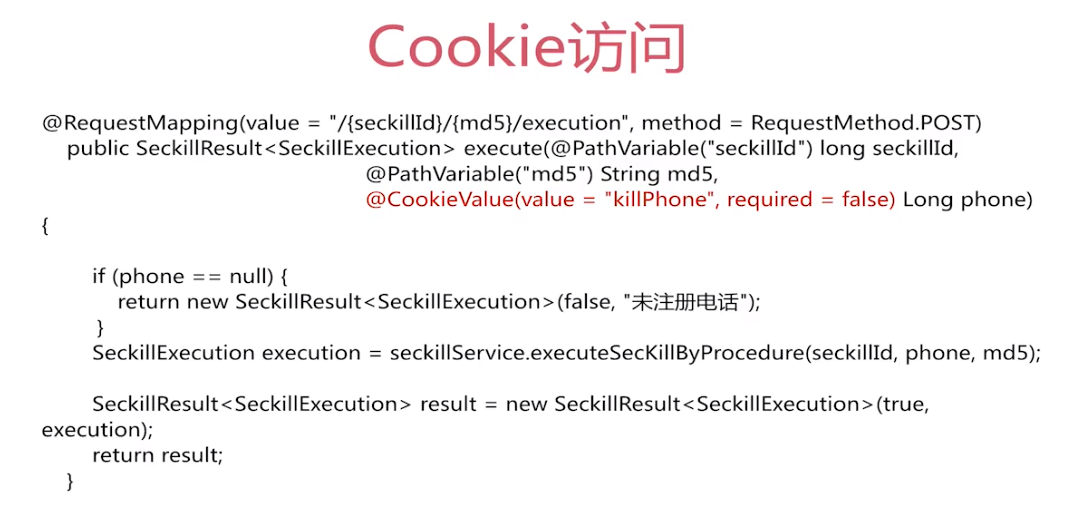 Cookie访问
@RequestMapping(value = "/{seckillId}/{md5}/execution", method = RequestMethod.POST)
public SeckillResult<SeckillExecution> execute(@PathVariable("seckillId") long seckillId,
@PathVariable("md5") String md5,
@CookieValue(value = "killPhone", required = false) Long phone)
{
if (phone == null) {
return new SeckillResult<SeckillExecution>(false, "未注册电话");
}
SeckillExecution execution = seckillService.executeSecKillByProcedure(seckillId, phone, md5);
SeckillResult<SeckillExecution> result = new SeckillResult<SeckillExecution>(true,
execution);
return result;
}